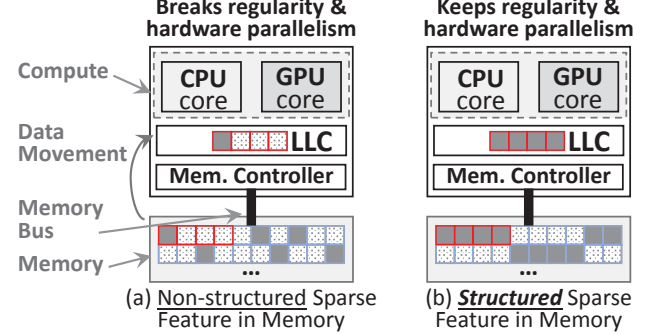 Breaks regularity &
hardware parallelism
Keeps regularity &
hardware parallelism
Compute
CPU
core
GPU
core
CPU
core
GPU
core
Data
Movement
LLC
LLC
Mem. Controller
Mem. Controller
Memory
Bus
Memory
...
...
(a) Non-structured Sparse
Feature in Memory
(b) Structured Sparse
Feature in Memory